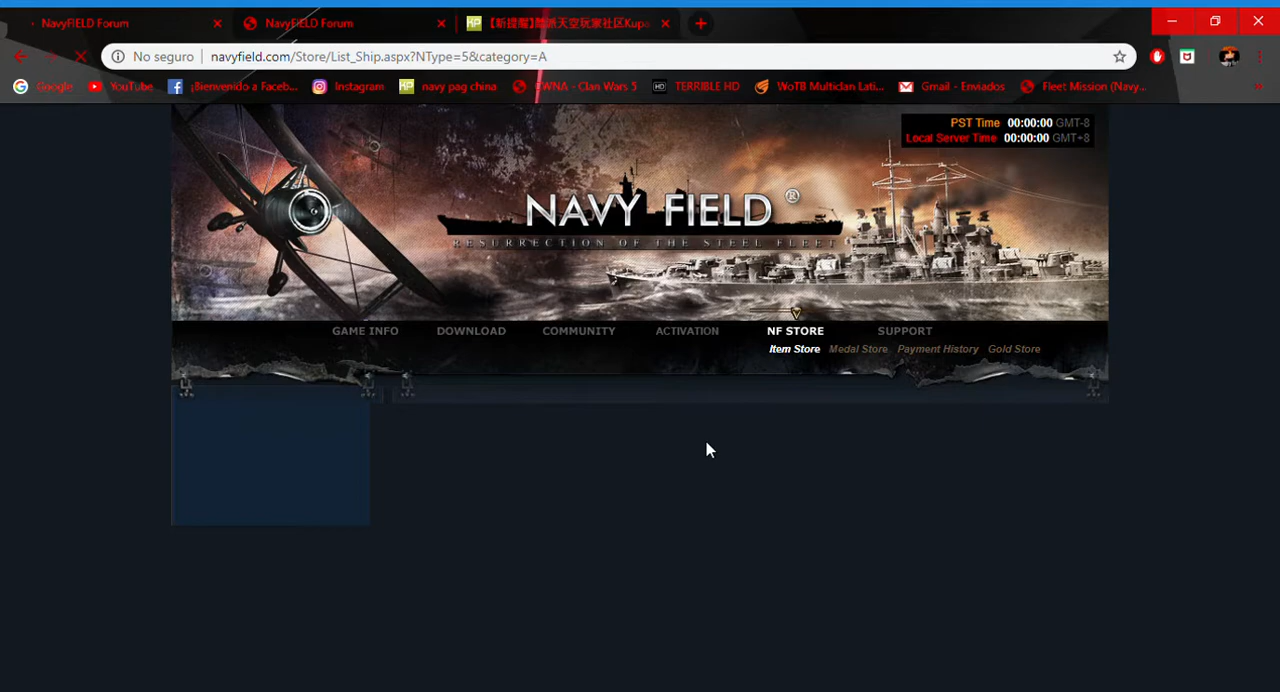 NavyFIELD Forum
NavyFIELD Forum
No seguro
navyfield.com/Store/List_Ship.aspx?NType=5&category=A
Google
YouTube
¡Bienvenido a Faceb...
Instagram
navy pag china
CWNA - Clan Wars 5
TERRIBLE HD
WoTB Multiclan Lati...
Gmail - Enviados
Fleet Mission (Navy...
PST Time 00:00:00 GMT-8
Local Server Time 00:00:00 GMT+8
NAVY FIELD ®
RESURRECTION OF THE STEEL FLEET
GAME INFO
DOWNLOAD
COMMUNITY
ACTIVATION
NF STORE
SUPPORT
Item Store
Medal Store
Payment History
Gold Store